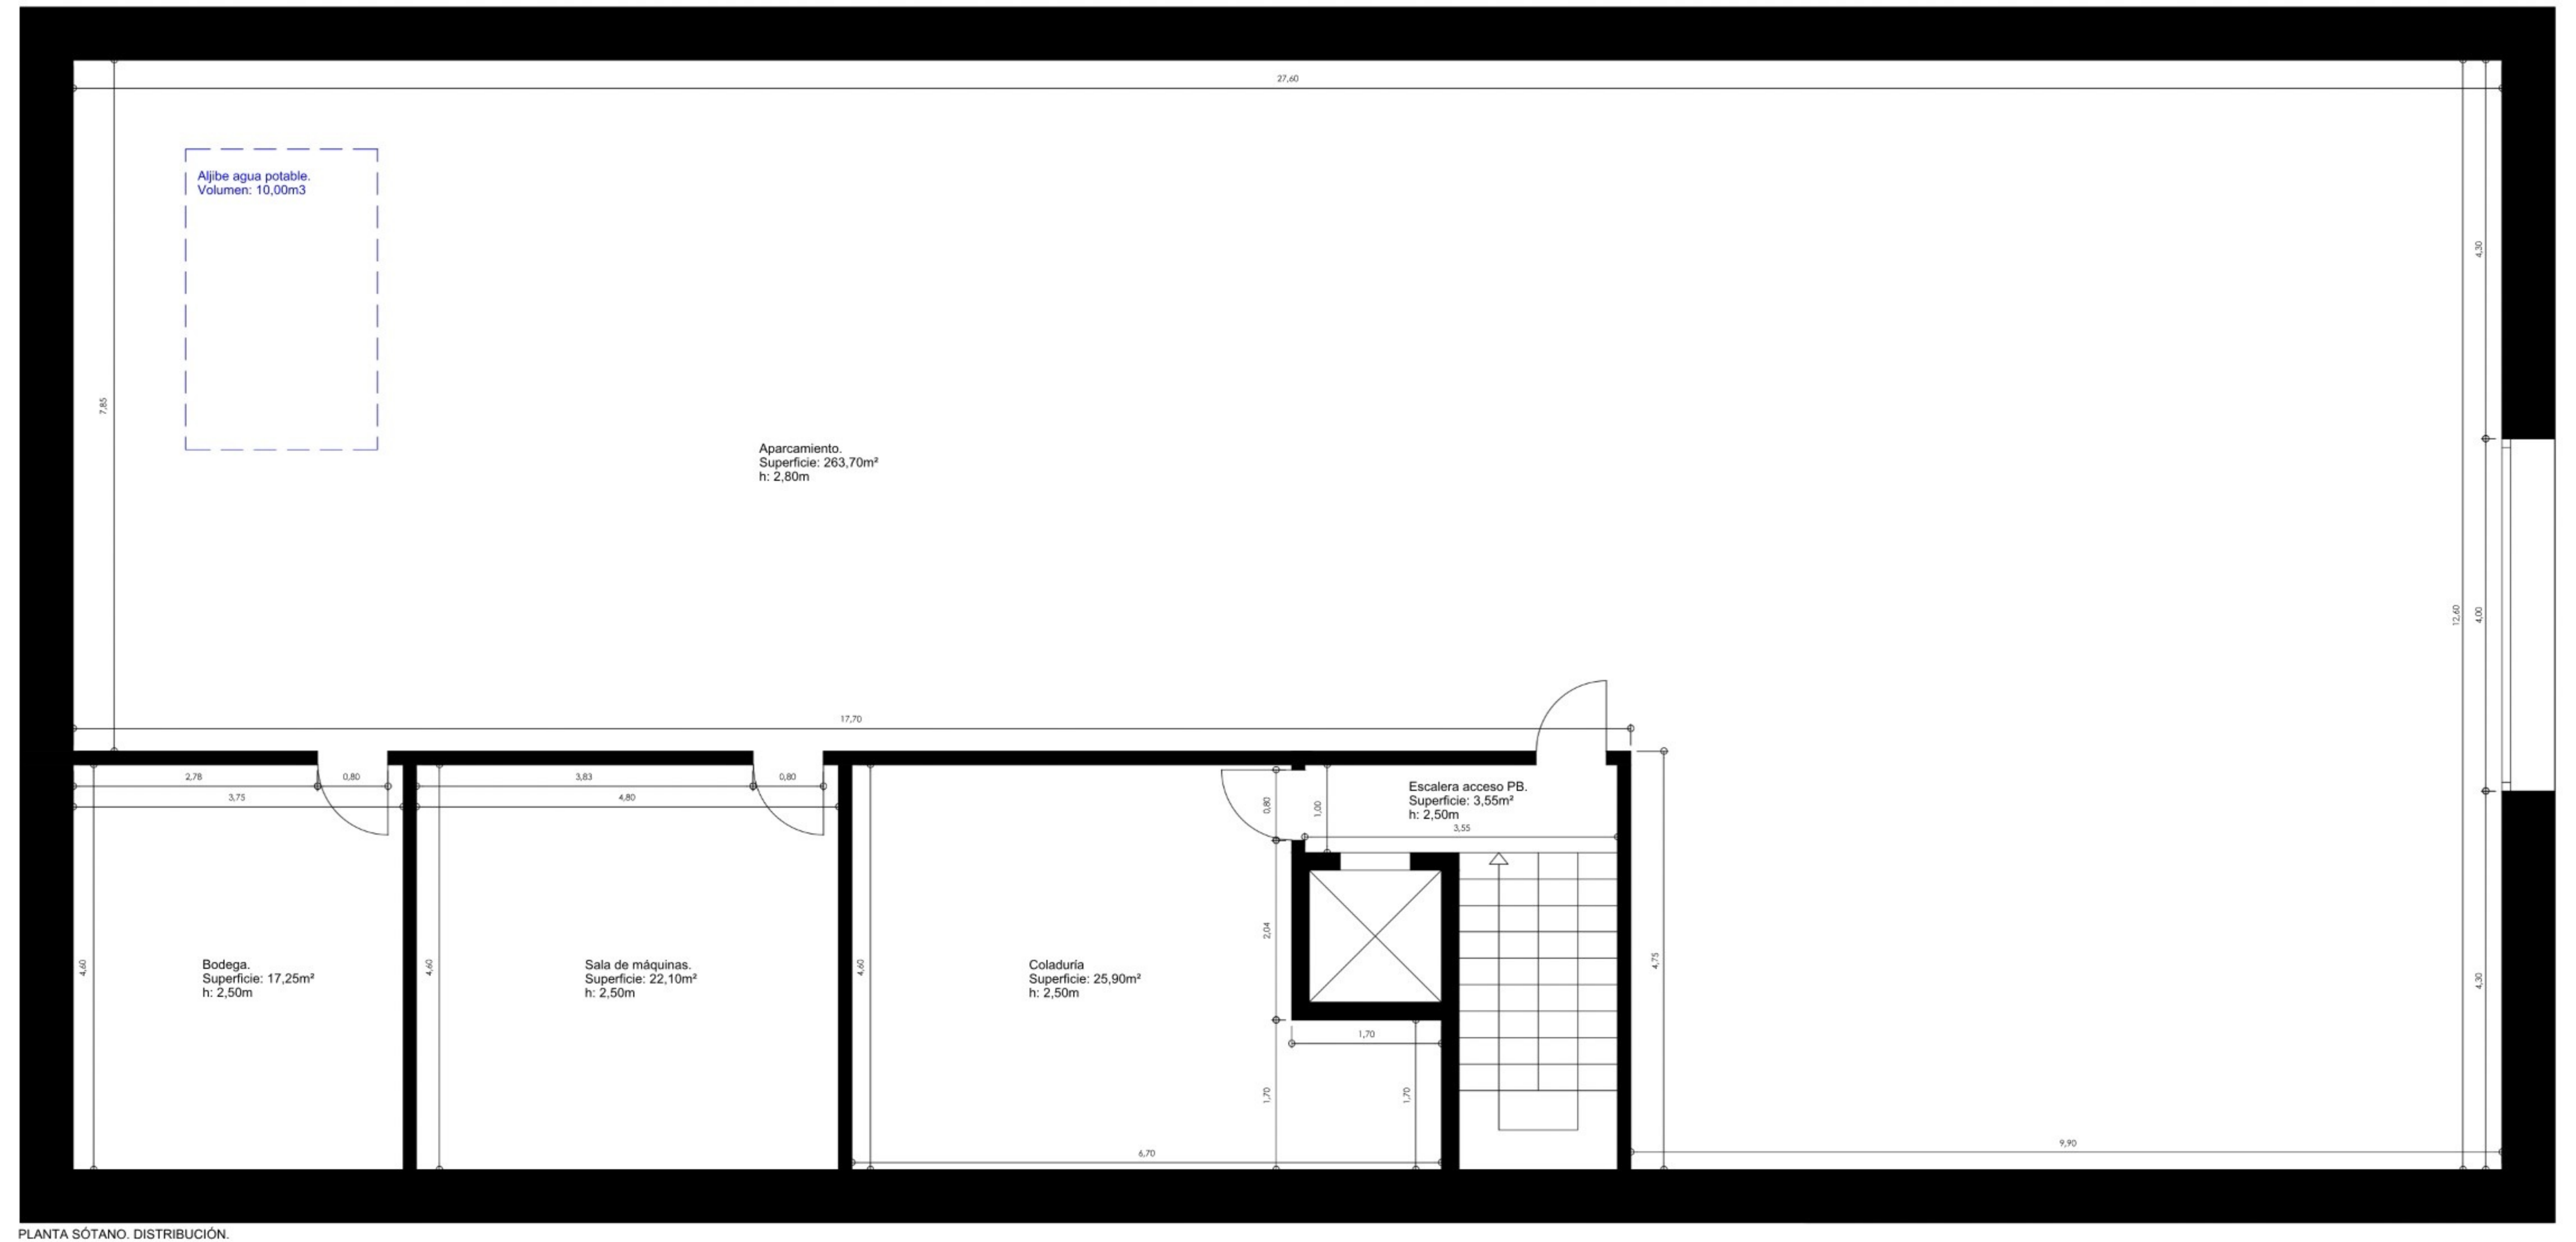 27,60
Aljibe agua potable.
Volumen: 10,00m3
4,30
7,85
Aparcamiento.
Superficie: 263,70m²
h: 2,80m
12,60
4,00
17,70
2,78
0,80
3,75
3,83
0,80
4,80
0,80
1,00
Escalera acceso PB.
Superficie: 3,55m²
h: 2,50m
3,55
2,04
4,60
Bodega.
Superficie: 17,25m²
h: 2,50m
4,60
Sala de máquinas.
Superficie: 22,10m²
h: 2,50m
4,60
Coladuría
Superficie: 25,90m²
h: 2,50m
4,75
4,30
1,70
1,70
1,70
6,70
9,90
PLANTA SÓTANO. DISTRIBUCIÓN.